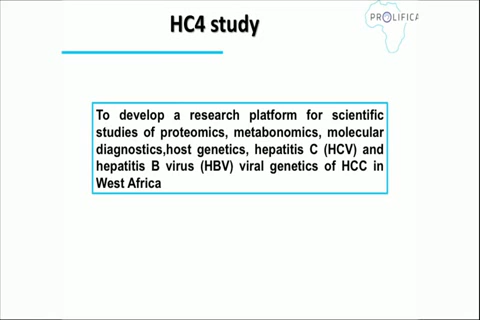 HC4 study
PROLIFICA
To develop a research platform for scientific
studies of proteomics, metabonomics, molecular
diagnostics,host genetics, hepatitis C (HCV) and
hepatitis B virus (HBV) viral genetics of HCC in
West Africa